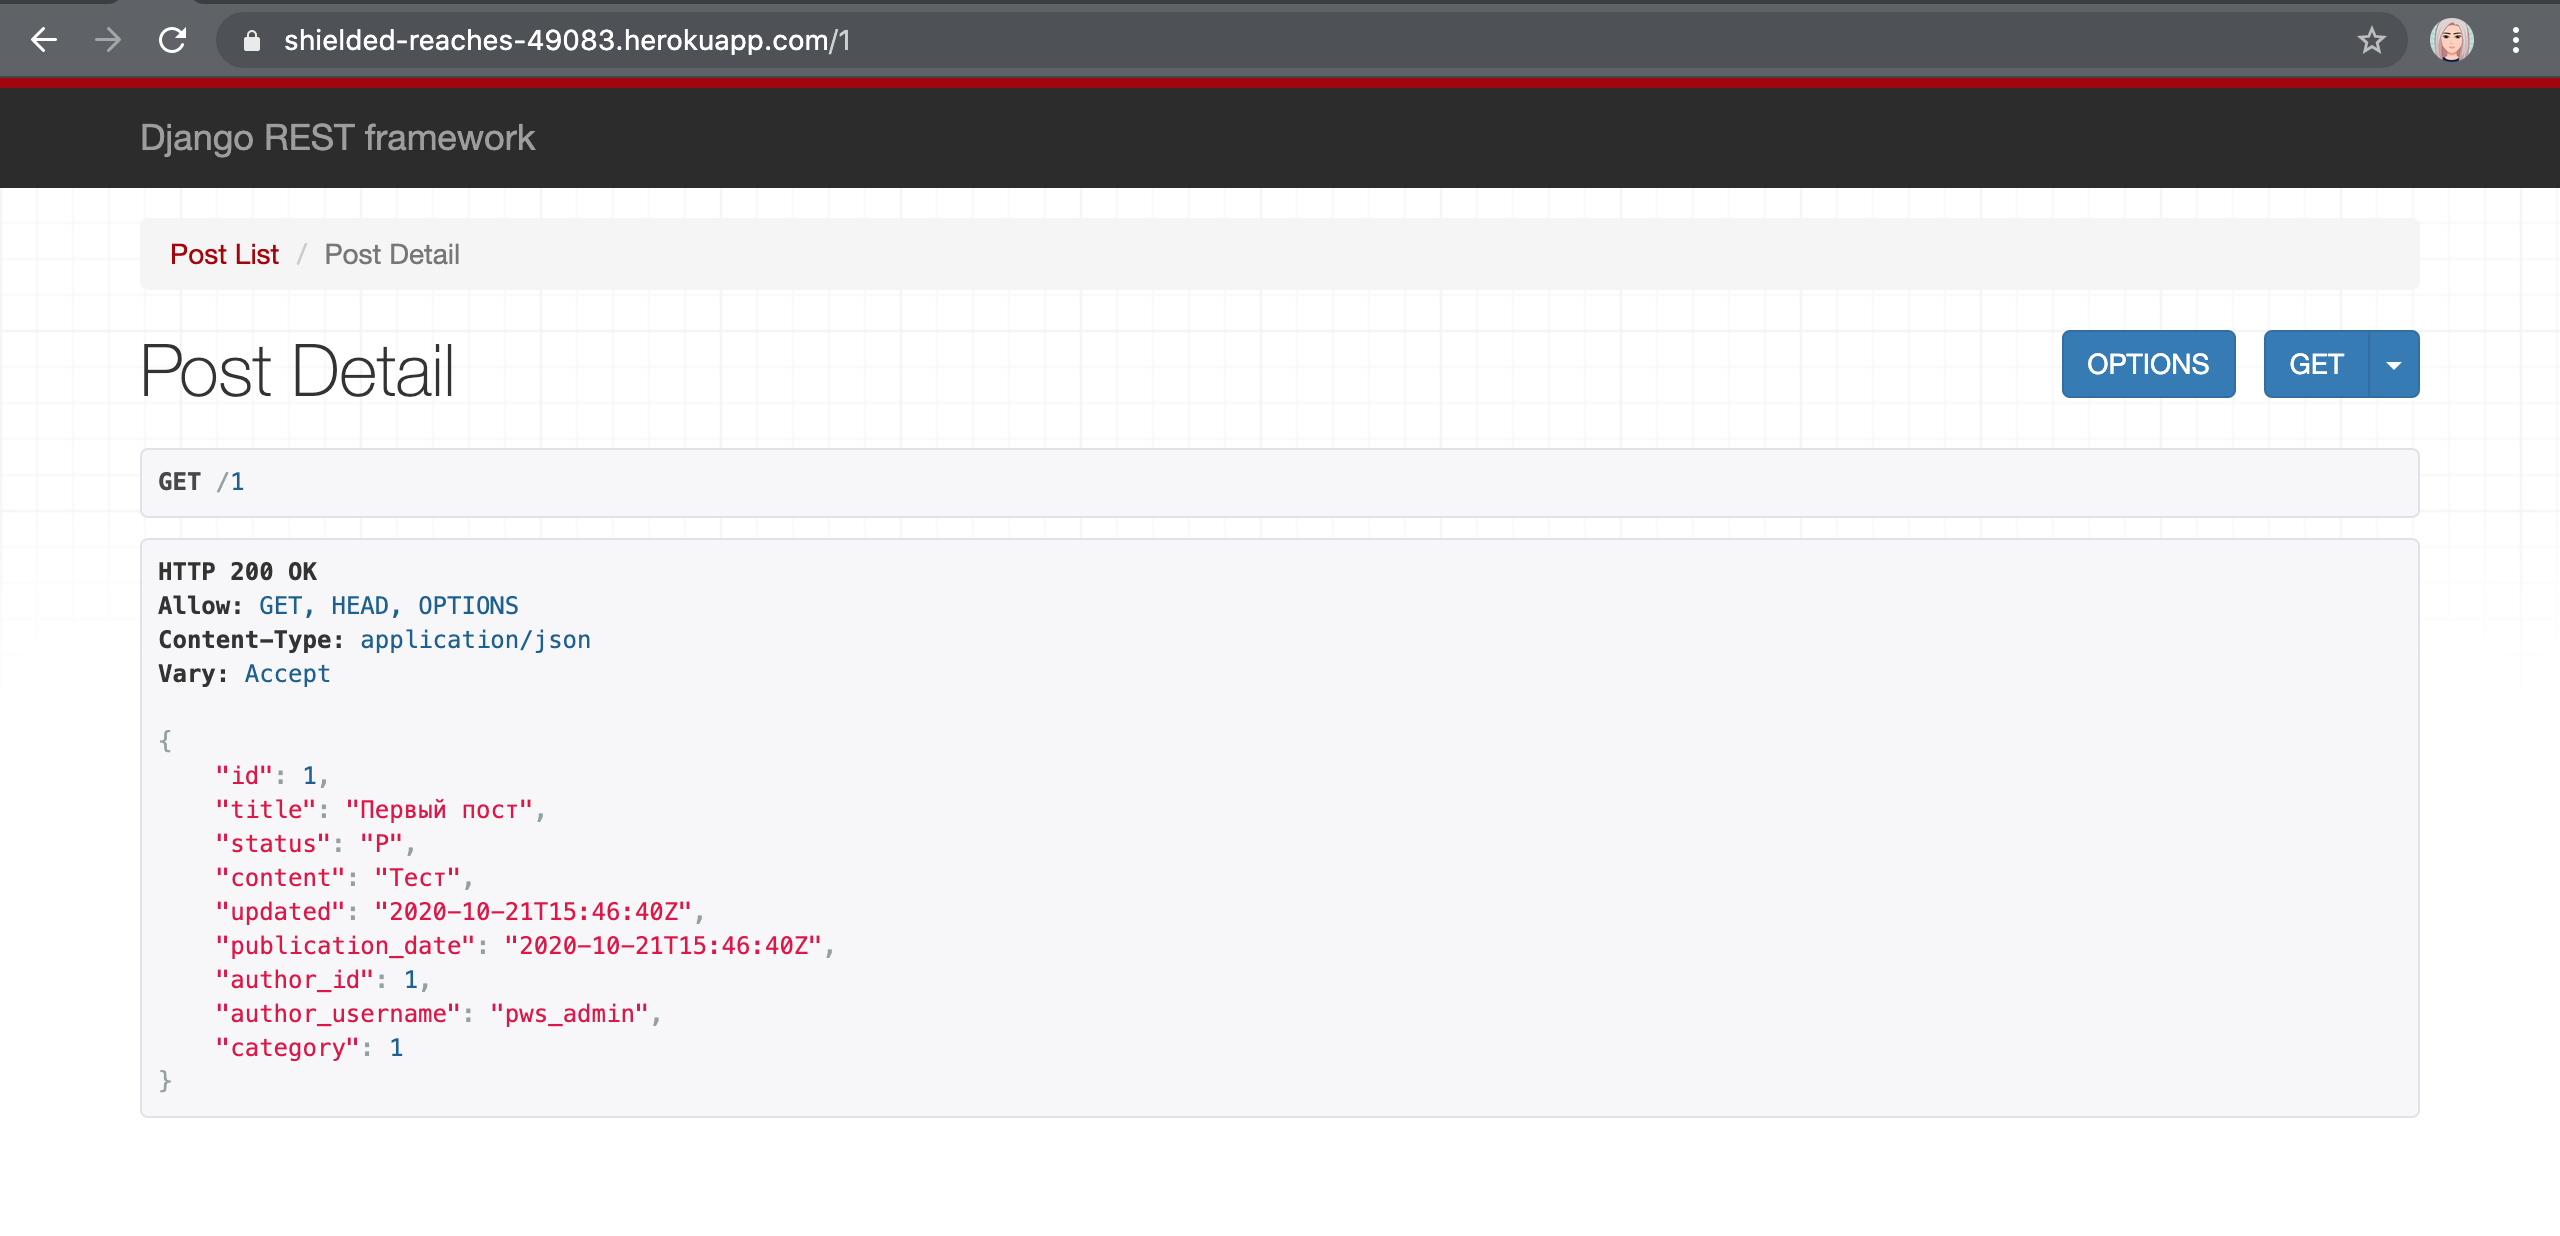 shielded-reaches-49083.herokuapp.com/1
Django REST framework
Post List / Post Detail
Post Detail
OPTIONS
GET
GET /1
HTTP 200 OK
Allow: GET, HEAD, OPTIONS
Content-Type: application/json
Vary: Accept
{
    "id": 1,
    "title": "Первый пост",
    "status": "P",
    "content": "Тест",
    "updated": "2020-10-21T15:46:40Z",
    "publication_date": "2020-10-21T15:46:40Z",
    "author_id": 1,
    "author_username": "pws_admin",
    "category": 1
}